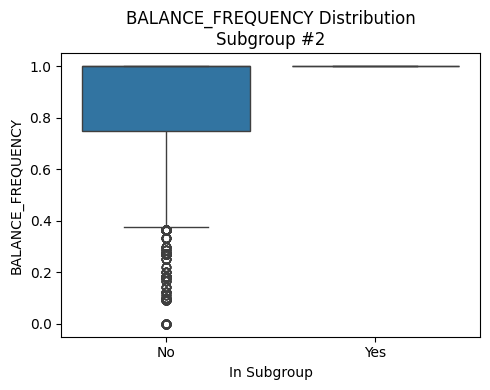 BALANCE_FREQUENCY Distribution
Subgroup #2
BALANCE_FREQUENCY
1.0
0.8
0.6
0.4
0.2
0.0
No
Yes
In Subgroup